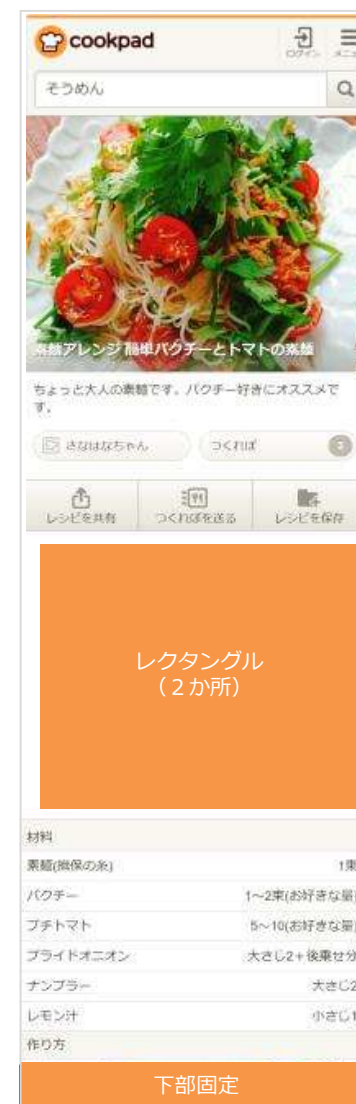 cookpad
ログイン
メニュー
そうめん
素麺アレンジ 簡単パクチーとトマトの素麺
ちょっと大人の素麺です。パクチー好きにオススメで
す。
さなはなちゃん
つくれぽ
レシピを共有
つくれぽを送る
レシピを保存
レクタングル
（２か所）
材料
素麺(揖保の糸) 1束
パクチー 1～2束(お好きな量)
プチトマト 5～10(お好きな量)
フライドオニオン 大さじ2+後乗せ分
ナンプラー 大さじ2
レモン汁 小さじ1
作り方
下部固定